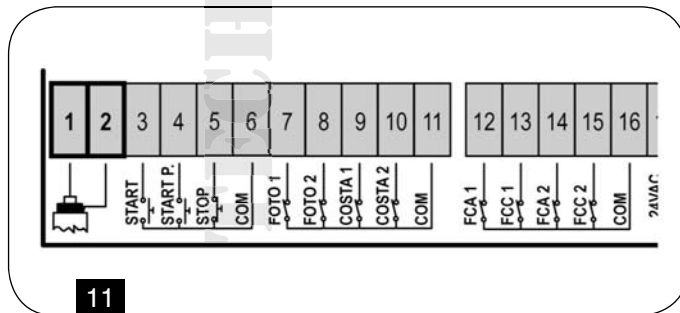 1 2 3 4 5 6 7 8 9 10 11 12 13 14 15 16
START
START P.
STOP
COM
FOTO 1
FOTO 2
COSTA 1
COSTA 2
COM
FCA 1
FCC 1
FCA 2
FCC 2
COM
24VAC
TECH
11